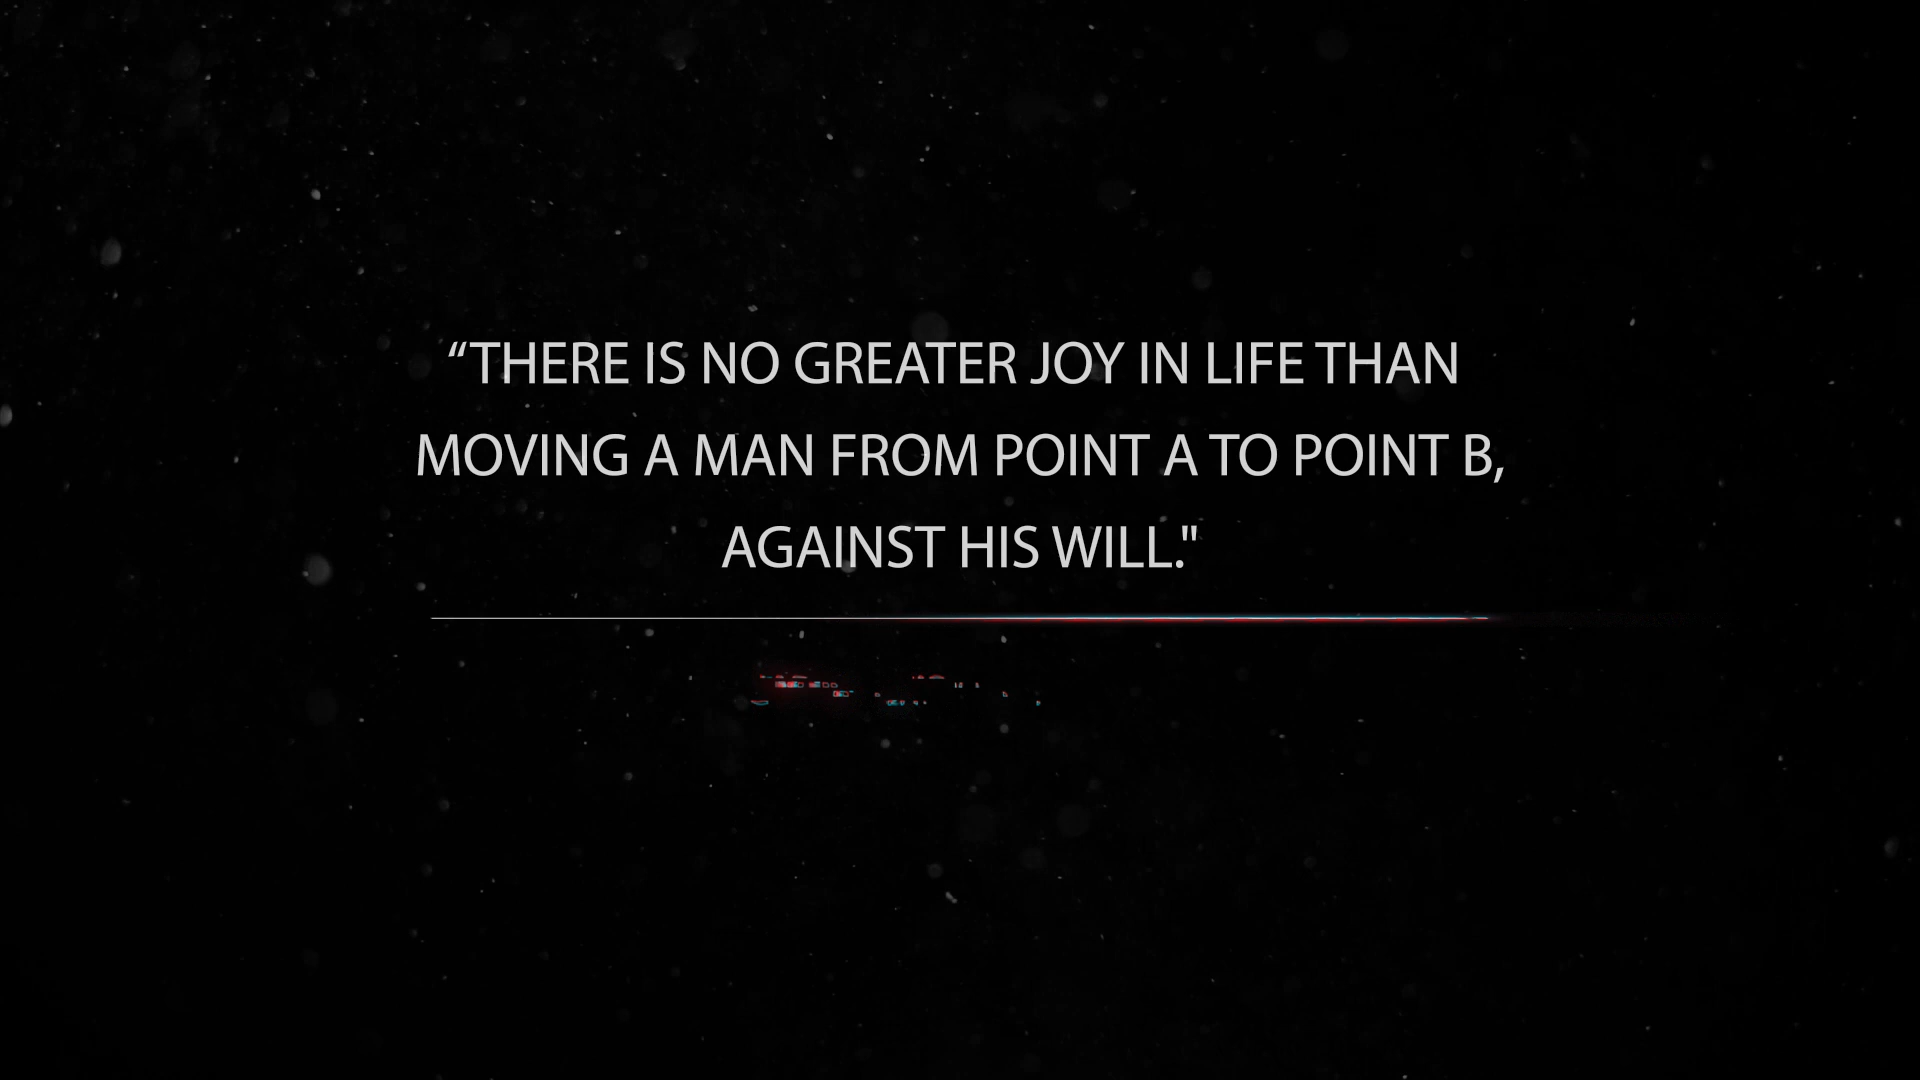 “THERE IS NO GREATER JOY IN LIFE THAN
MOVING A MAN FROM POINT A TO POINT B,
AGAINST HIS WILL."